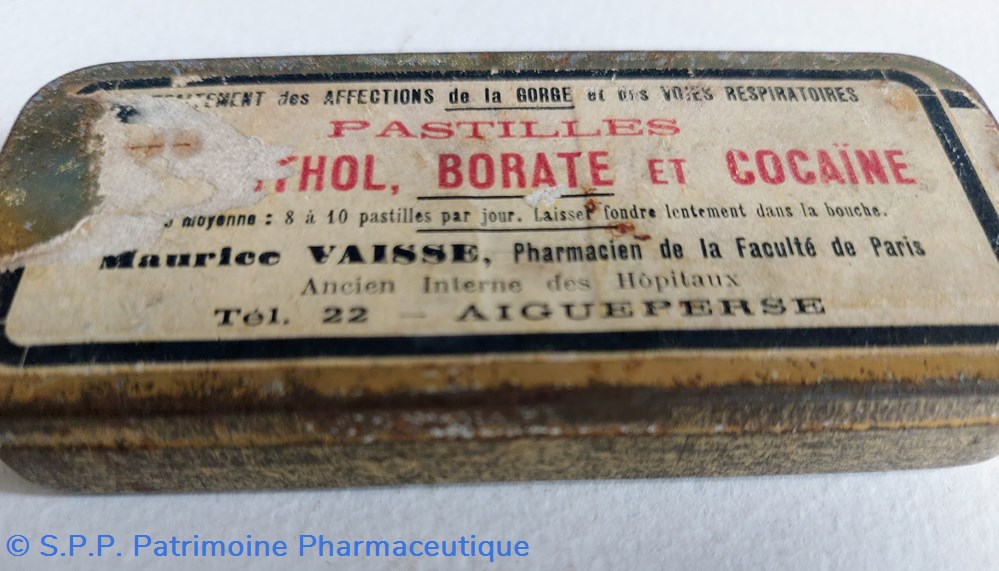 TRAITEMENT des AFFECTIONS de la GORGE et des VOIES RESPIRATOIRES
PASTILLES
THOL, BORATE ET COCAÏNE
moyenne : 8 à 10 pastilles par jour. Laisser fondre lentement dans la bouche.
Maurice VAISSE, Pharmacien de la Faculté de Paris
Ancien Interne des Hôpitaux
Tél. 22 - AIGUEPERSE
© S.P.P. Patrimoine Pharmaceutique